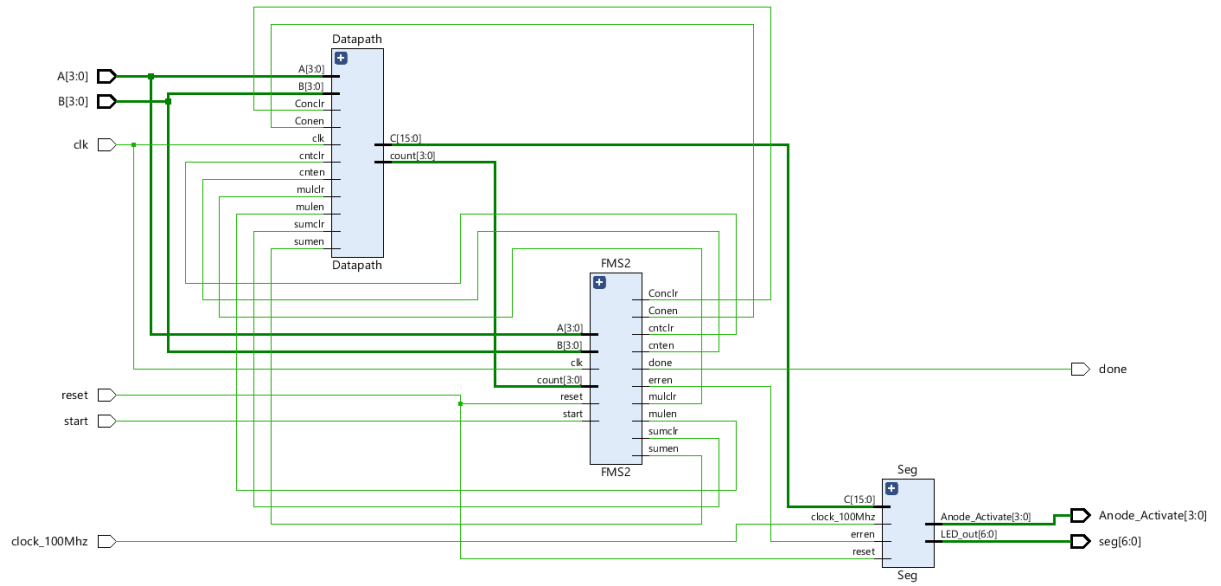 Datapath
A[3:0]
B[3:0]
Conclr
Conen
clk
cntclr
cnten
mulclr
mulen
sumclr
sumen
C[15:0]
count[3:0]
Datapath
A[3:0]
B[3:0]
clk
reset
start
clock_100Mhz
FMS2
A[3:0]
B[3:0]
clk
count[3:0]
reset
start
Conclr
Conen
cntclr
cnten
done
erren
mulclr
mulen
sumclr
sumen
FMS2
done
Seg
C[15:0]
clock_100Mhz
erren
reset
Anode_Activate[3:0]
LED_out[6:0]
Seg
Anode_Activate[3:0]
seg[6:0]